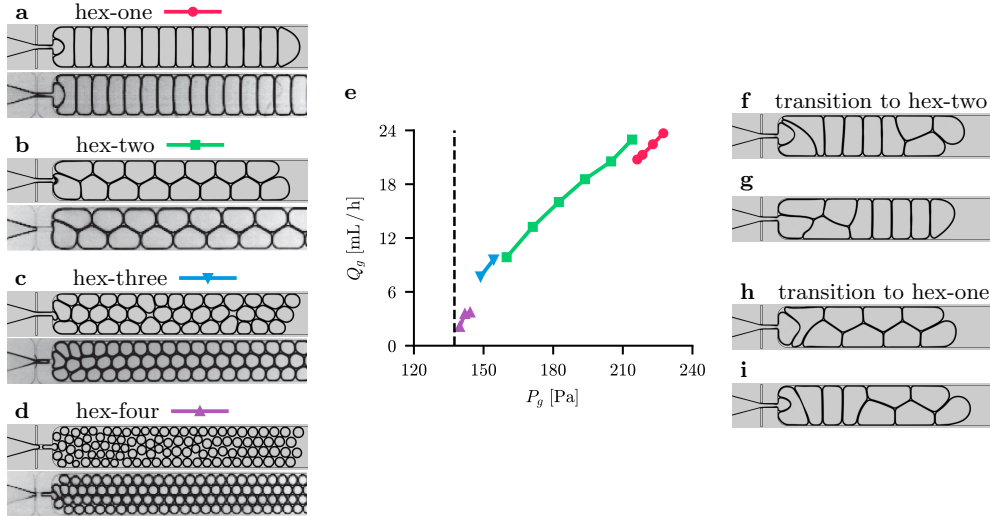 a hex-one
b hex-two
c hex-three
d hex-four
e
24
18
12
6
0
Q_g [mL / h]
120 150 180 210 240
P_g [Pa]
f transition to hex-two
g
h transition to hex-one
i